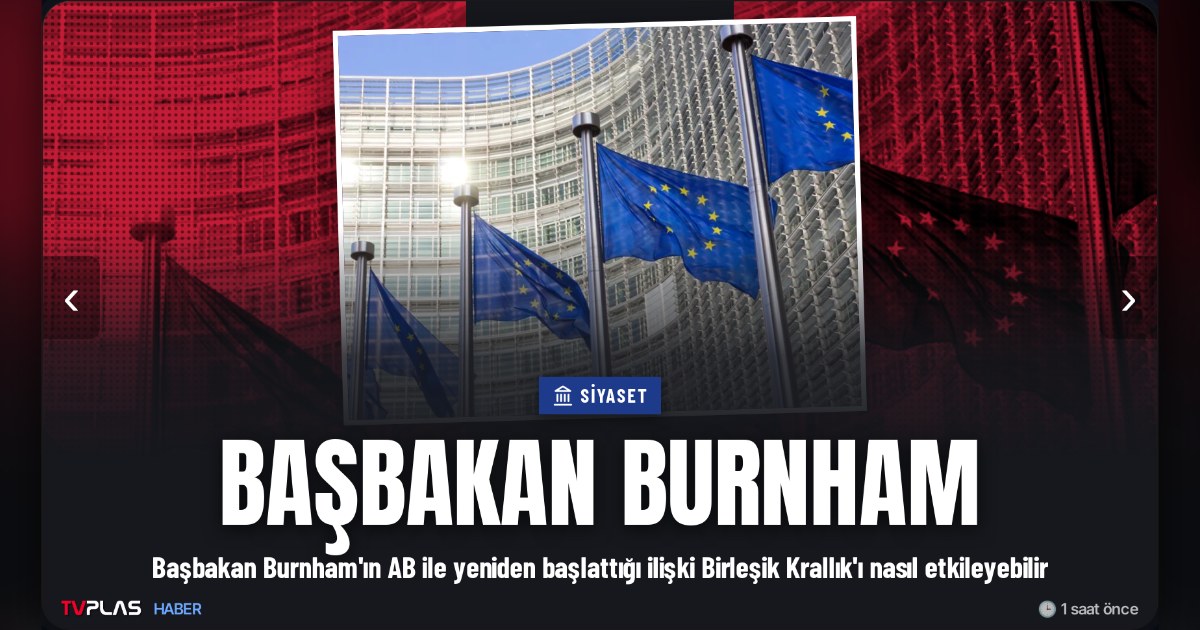 SİYASET
BAŞBAKAN BURNHAM
Başbakan Burnham'ın AB ile yeniden başlattığı ilişki Birleşik Krallık'ı nasıl etkileyebilir
TVPLAS HABER
1 saat önce